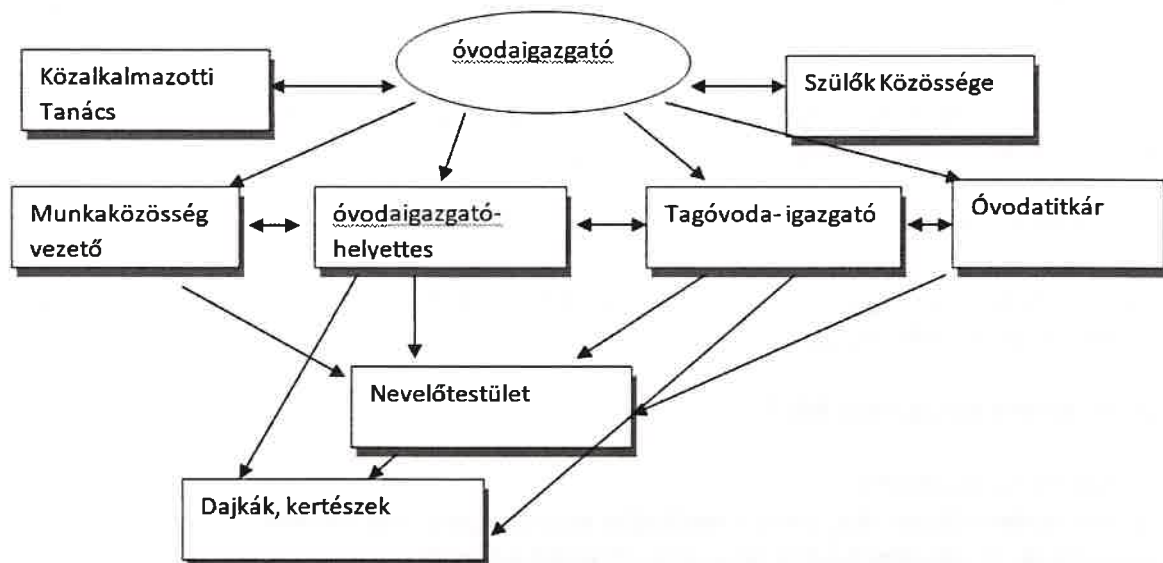 óvodaigazgató
Közalkalmazotti
Tanács
Szülők Közössége
Munkaközösség
vezető
óvodaigazgató-
helyettes
Tagóvoda- igazgató
Óvodatitkár
Nevelőtestület
Dajkák, kertészek